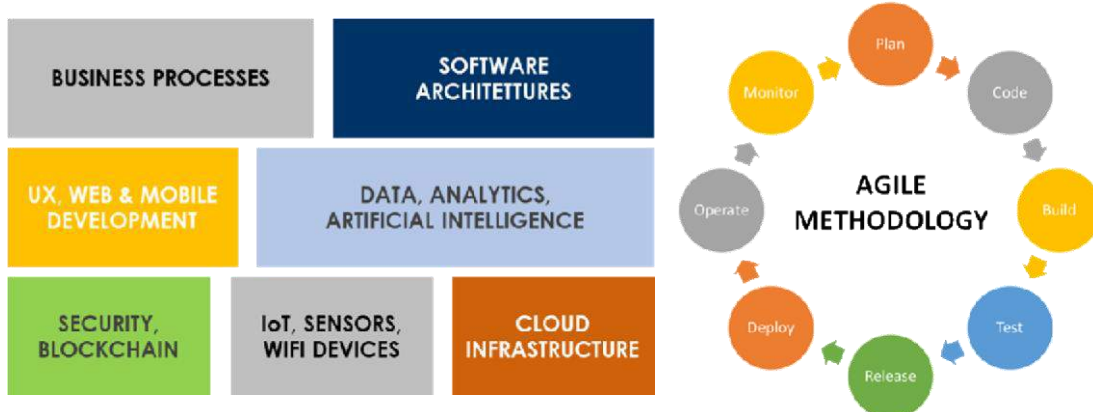 BUSINESS PROCESSES
SOFTWARE
ARCHITETTURES
UX, WEB & MOBILE
DEVELOPMENT
DATA, ANALYTICS,
ARTIFICIAL INTELLIGENCE
SECURITY,
BLOCKCHAIN
IoT, SENSORS,
WIFI DEVICES
CLOUD
INFRASTRUCTURE
AGILE
METHODOLOGY
Plan
Code
Build
Test
Release
Deploy
Operate
Monitor